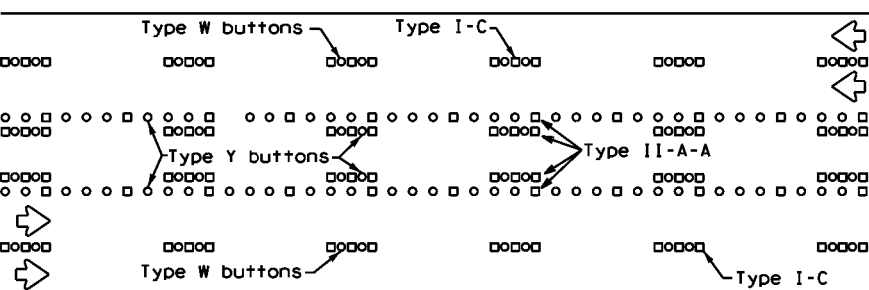 Type W buttons
Type I-C
Type Y buttons
Type II-A-A
Type W buttons
Type I-C